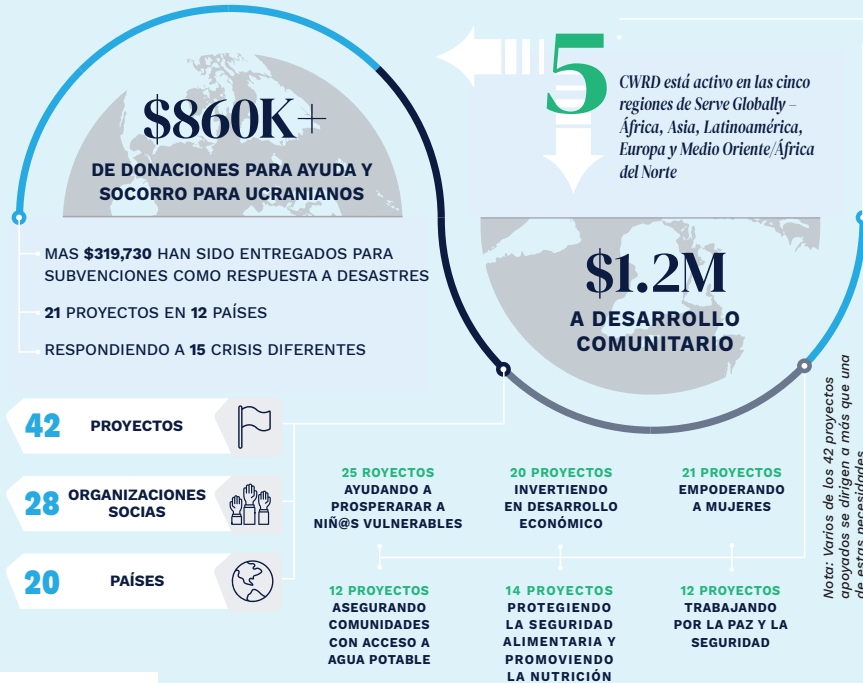 $860K+
DE DONACIONES PARA AYUDA Y
SOCORRO PARA UCRANIANOS
MAS $319,730 HAN SIDO ENTREGADOS PARA
SUBVENCIONES COMO RESPUESTA A DESASTRES
21 PROYECTOS EN 12 PAÍSES
RESPONDIENDO A 15 CRISIS DIFERENTES
5
CWRD está activo en las cinco
regiones de Serve Globally –
África, Asia, Latinoamérica,
Europa y Medio Oriente/África
del Norte
$1.2M
A DESARROLLO
COMUNITARIO
42 PROYECTOS
28 ORGANIZACIONES
SOCIAS
20 PAÍSES
25 ROYECTOS
AYUDANDO A
PROSPERARAR A
NIÑ@S VULNERABLES
20 PROYECTOS
INVERTIENDO
EN DESARROLLO
ECONÓMICO
21 PROYECTOS
EMPODERANDO
A MUJERES
12 PROYECTOS
ASEGURANDO
COMUNIDADES
CON ACCESO A
AGUA POTABLE
14 PROYECTOS
PROTEGIENDO
LA SEGURIDAD
ALIMENTARIA Y
PROMOVIENDO
LA NUTRICIÓN
12 PROYECTOS
TRABAJANDO
POR LA PAZ Y LA
SEGURIDAD
Nota: Varios de los 42 proyectos
apoyados se dirigen a más que una
de estas necesidades